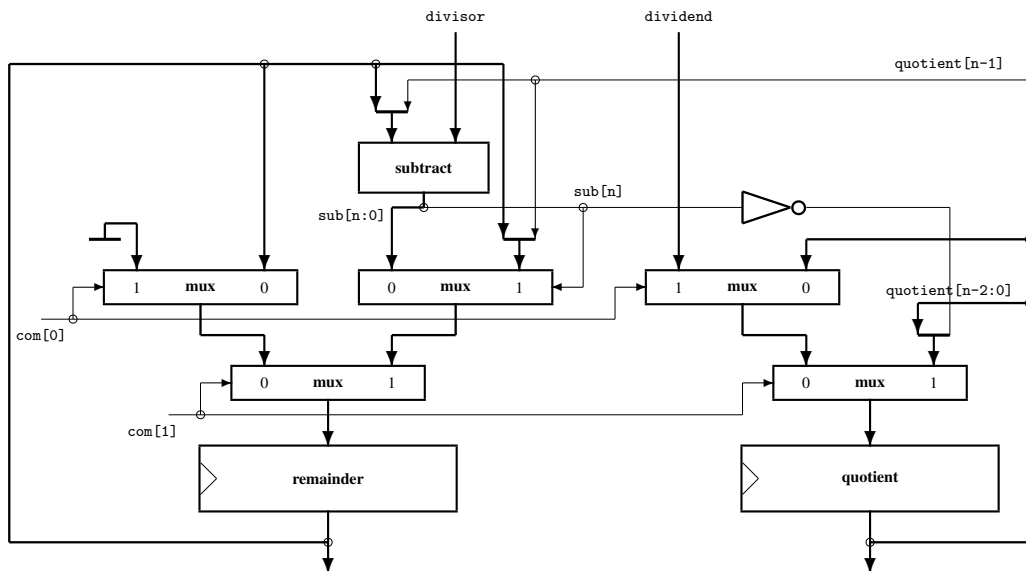 divisor
dividend
quotient[n-1]
subtract
sub[n]
sub[n:0]
1 mux 0
0 mux 1
1 mux 0
quotient[n-2:0]
com[0]
0 mux 1
0 mux 1
com[1]
remainder
quotient